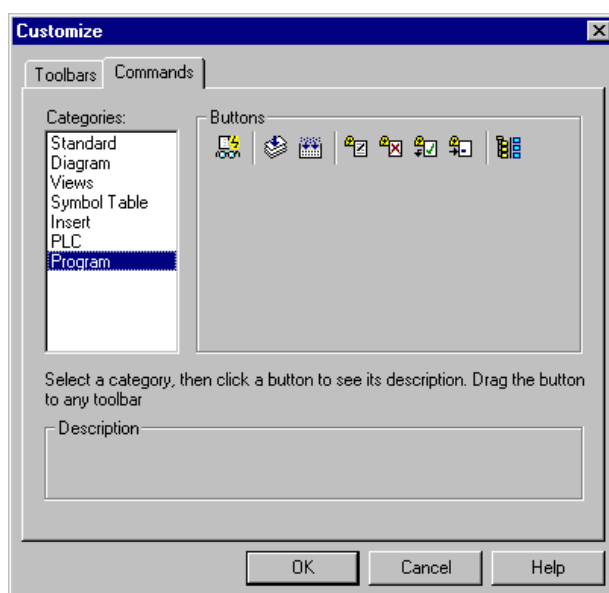 Customize
Toolbars
Commands
Categories:
Standard
Diagram
Views
Symbol Table
Insert
PLC
Program
Buttons
Select a category, then click a button to see its description. Drag the button
to any toolbar
Description
OK
Cancel
Help